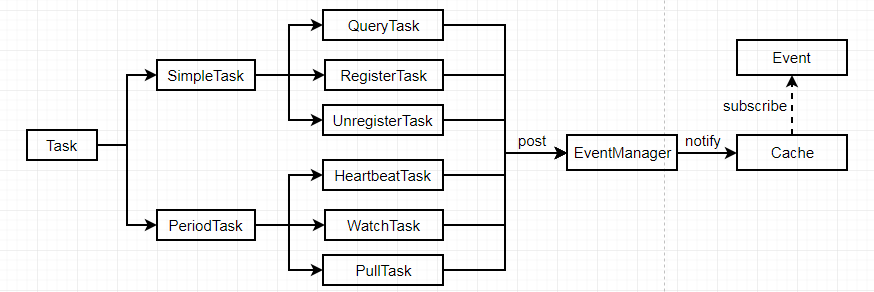 QueryTask
SimpleTask
RegisterTask
UnregisterTask
Task
HeartbeatTask
PeriodTask
WatchTask
PullTask
post
EventManager
notify
Cache
subscribe
Event